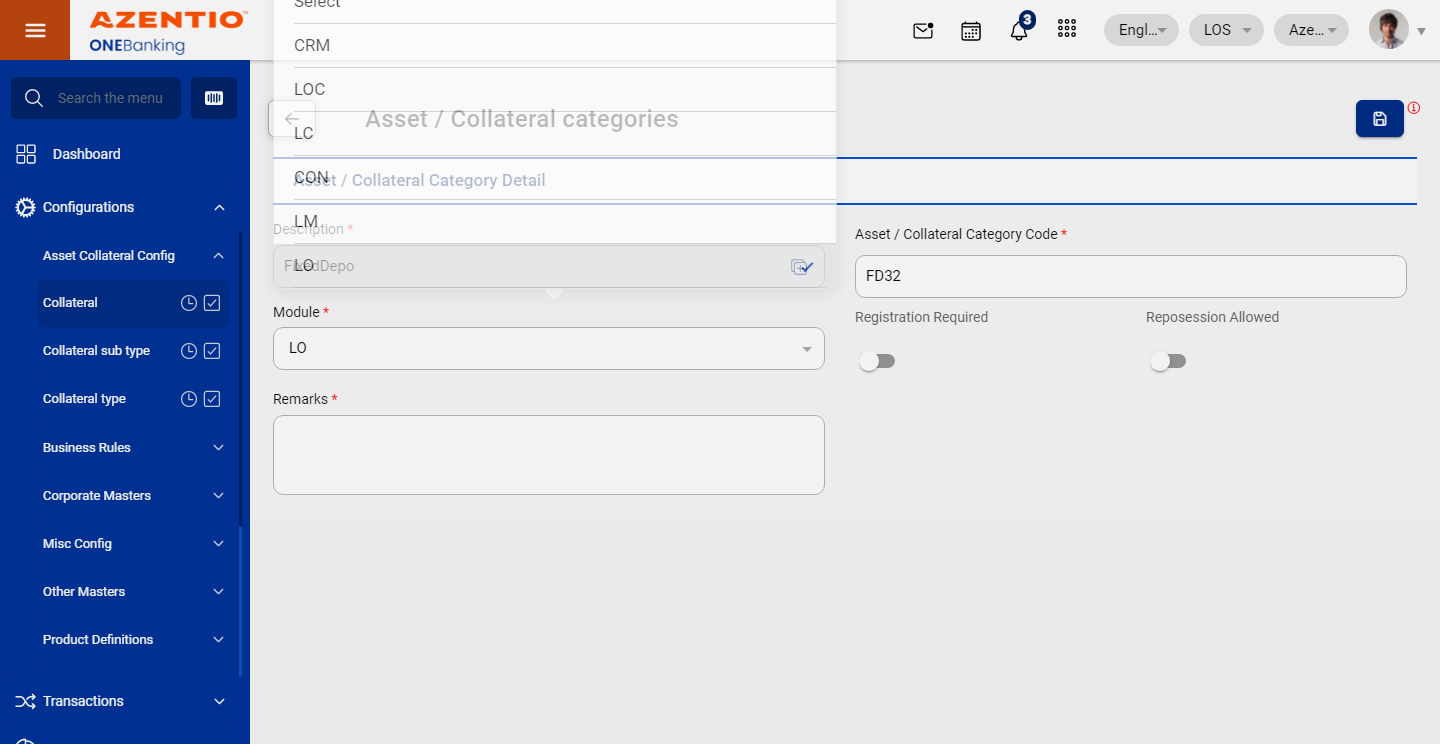 AZENTIO™
ONEBanking
Select
CRM
LOC
LC
CON
LM
LO
3
Engl...
LOS
Aze...
Search the menu
Dashboard
Configurations
Asset Collateral Config
Collateral
Collateral sub type
Collateral type
Business Rules
Corporate Masters
Misc Config
Other Masters
Product Definitions
Transactions
Asset / Collateral categories
Asset / Collateral Category Detail
Description *
FixedDepo
Asset / Collateral Category Code *
FD32
Module *
LO
Registration Required
Reposession Allowed
Remarks *